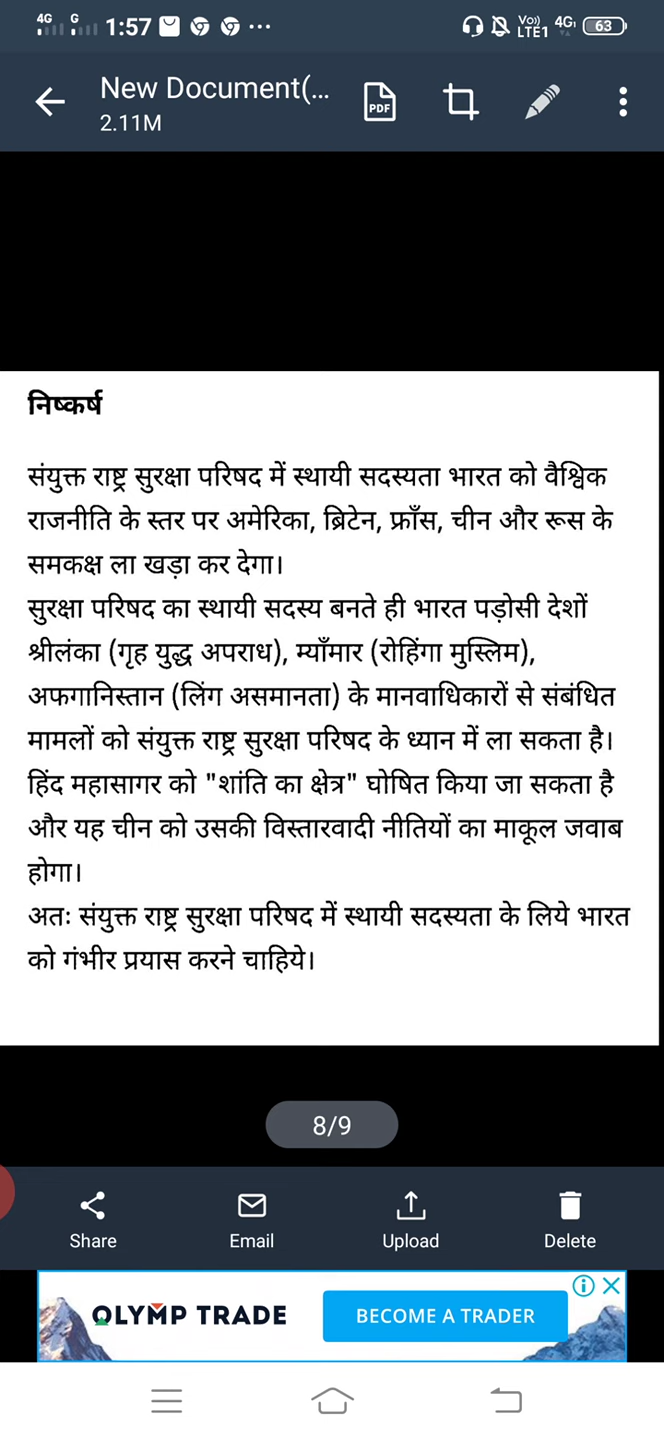 4G G 1:57 ... Vo)) LTE1 4G 63
New Document(...
2.11M
PDF
निष्कर्ष
संयुक्त राष्ट्र सुरक्षा परिषद में स्थायी सदस्यता भारत को वैश्विक
राजनीति के स्तर पर अमेरिका, ब्रिटेन, फ्राँस, चीन और रूस के
समकक्ष ला खड़ा कर देगा।
सुरक्षा परिषद का स्थायी सदस्य बनते ही भारत पड़ोसी देशों
श्रीलंका (गृह युद्ध अपराध), म्याँमार (रोहिंगा मुस्लिम),
अफगानिस्तान (लिंग असमानता) के मानवाधिकारों से संबंधित
मामलों को संयुक्त राष्ट्र सुरक्षा परिषद के ध्यान में ला सकता है।
हिंद महासागर को "शांति का क्षेत्र" घोषित किया जा सकता है
और यह चीन को उसकी विस्तारवादी नीतियों का माकूल जवाब
होगा।
अतः संयुक्त राष्ट्र सुरक्षा परिषद में स्थायी सदस्यता के लिये भारत
को गंभीर प्रयास करने चाहिये।
8/9
Share Email Upload Delete
OLYMP TRADE BECOME A TRADER